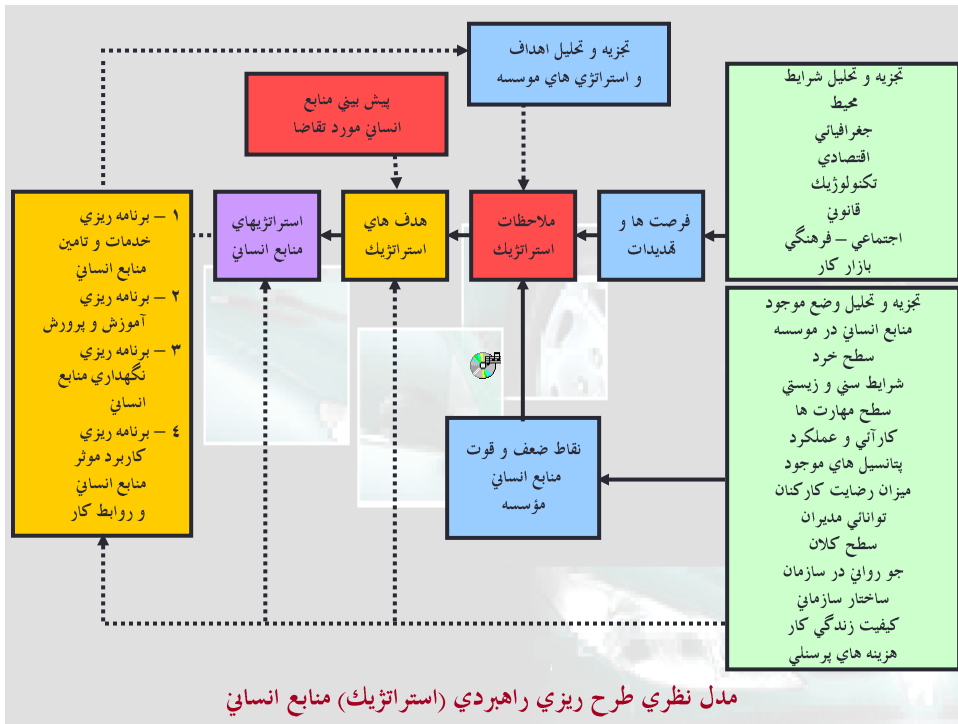 تجزيه و تحليل اهداف
و استراتژي هاي موسسه
پيش بيني منابع
انساني مورد تقاضا
تجزيه و تحليل شرايط
محيط
جغرافيائي
اقتصادي
تكنولوژيك
قانوني
اجتماعي – فرهنگي
بازار كار
فرصت ها و
تهديدات
ملاحظات
استراتژيك
هدف هاي
استراتژيك
استراتژيهاي
منابع انساني
۱ – برنامه ريزي
خدمات و تامين
منابع انساني
۲ – برنامه ريزي
آموزش و پرورش
۳ – برنامه ريزي
نگهداري منابع
انساني
٤ – برنامه ريزي
كاربرد موثر
منابع انساني
و روابط كار
تجزيه و تحليل وضع موجود
منابع انساني در موسسه
سطح خرد
شرايط سني و زيستي
سطح مهارت ها
كارآئي و عملكرد
پتانسيل هاي موجود
ميزان رضايت كاركنان
توانائي مديران
سطح كلان
جو رواني در سازمان
ساختار سازماني
كيفيت زندگي كار
هزينه هاي پرسنلي
نقاط ضعف و قوت
منابع انساني
مؤسسه
مدل نظري طرح ريزي راهبردي (استراتژيك) منابع انساني